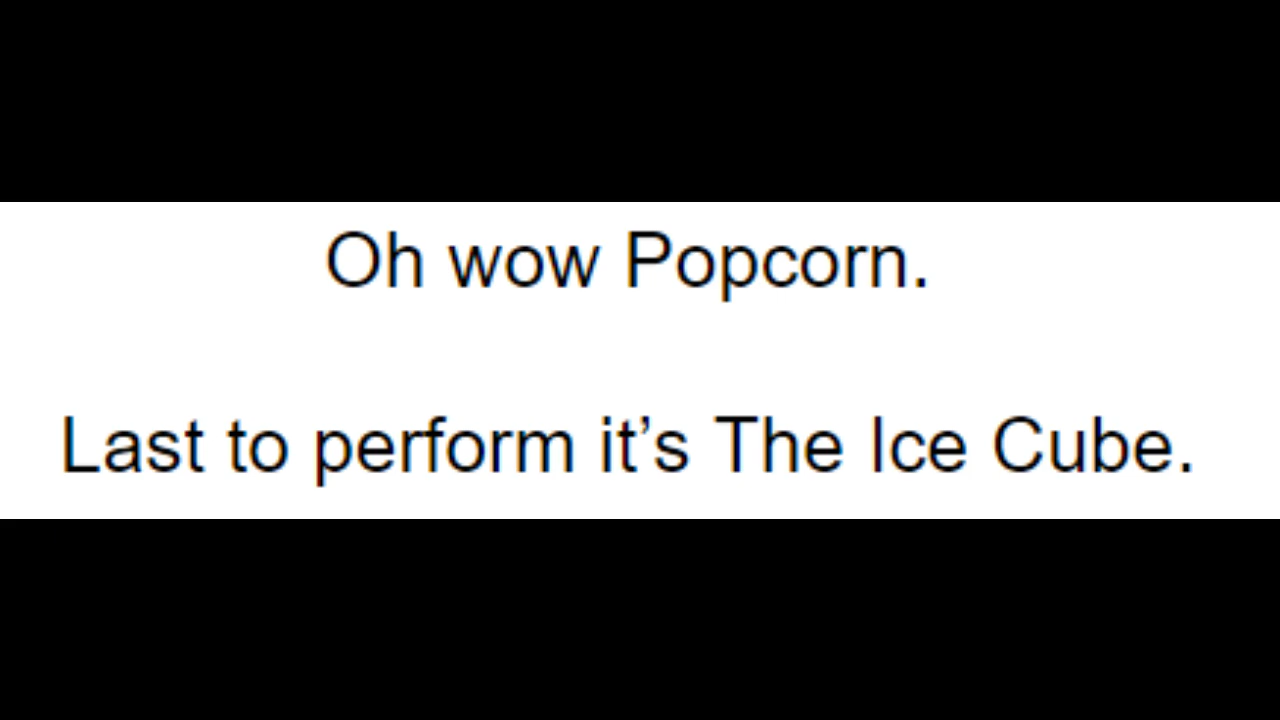 Oh wow Popcorn.
Last to perform it’s The Ice Cube.